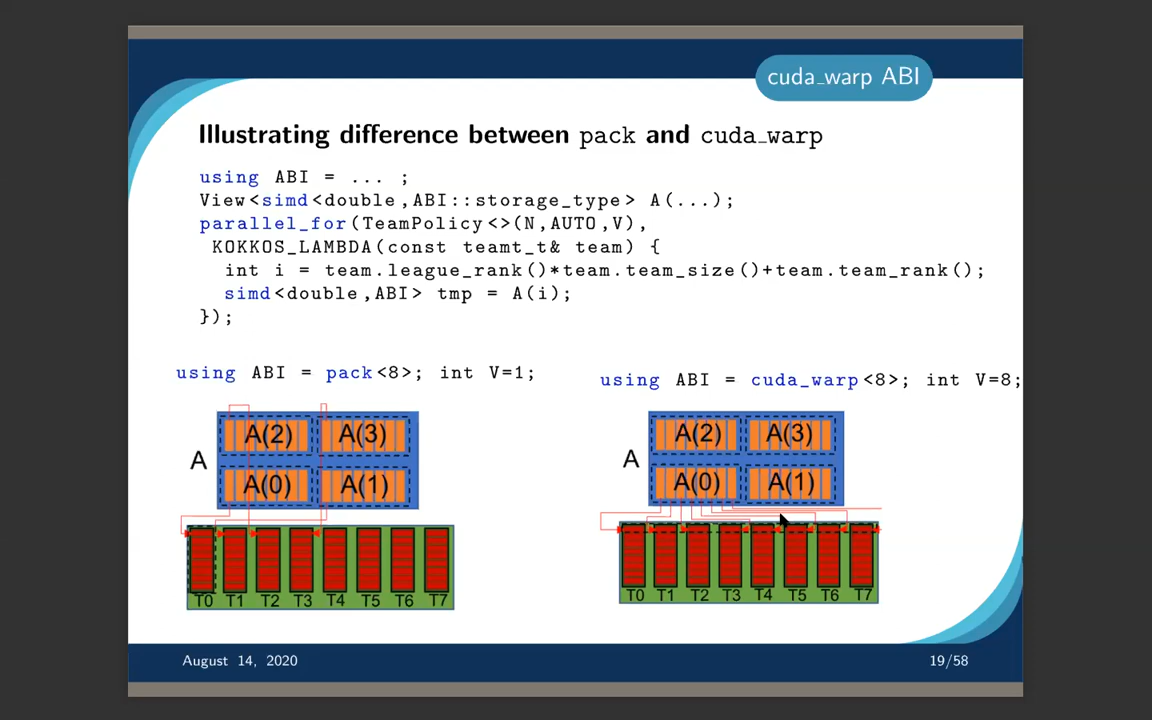 cuda_warp ABI
Illustrating difference between pack and cuda_warp
using ABI = ... ;
View<simd<double,ABI::storage_type> A(...);
parallel_for(TeamPolicy<>(N,AUTO,V),
KOKKOS_LAMBDA(const teamt_t& team) {
int i = team.league_rank()*team.team_size()+team.team_rank();
simd<double,ABI> tmp = A(i);
});
using ABI = pack<8>; int V=1;
A(2) A(3)
A
A(0) A(1)
T0 T1 T2 T3 T4 T5 T6 T7
using ABI = cuda_warp<8>; int V=8;
A(2) A(3)
A
A(0) A(1)
T0 T1 T2 T3 T4 T5 T6 T7
August 14, 2020
19/58